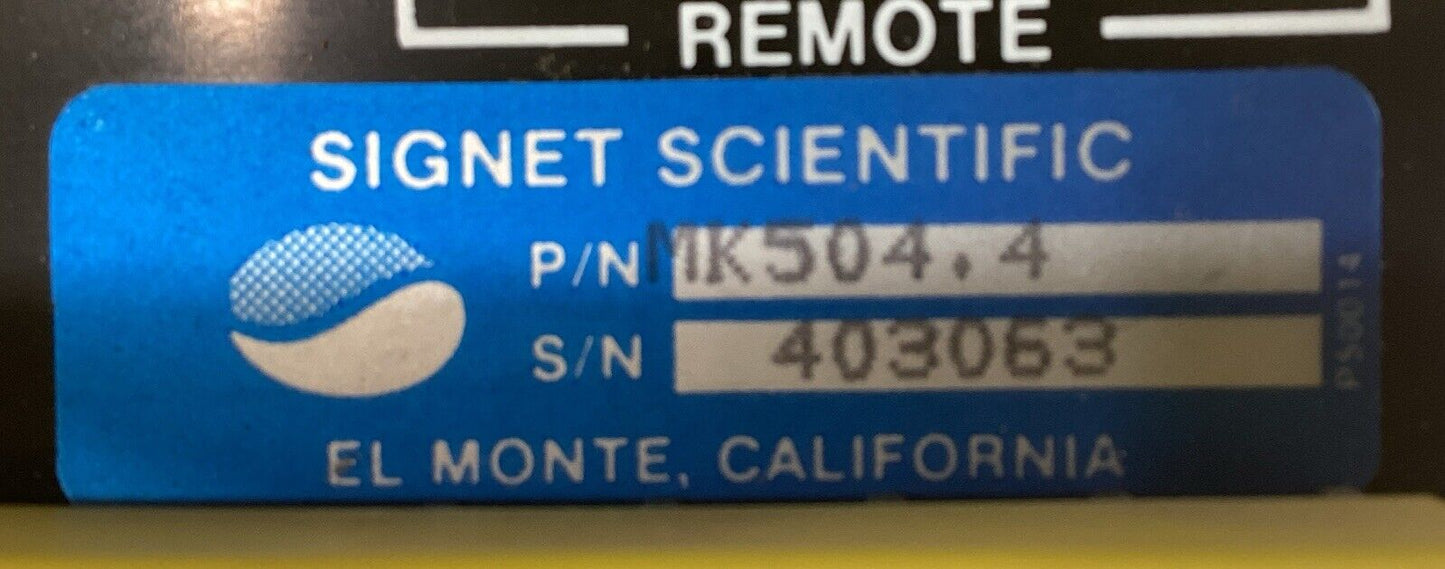 REMOTE
SIGNET SCIENTIFIC
P/N MK504.4
S/N 403063
PS0014
EL MONTE, CALIFORNIA